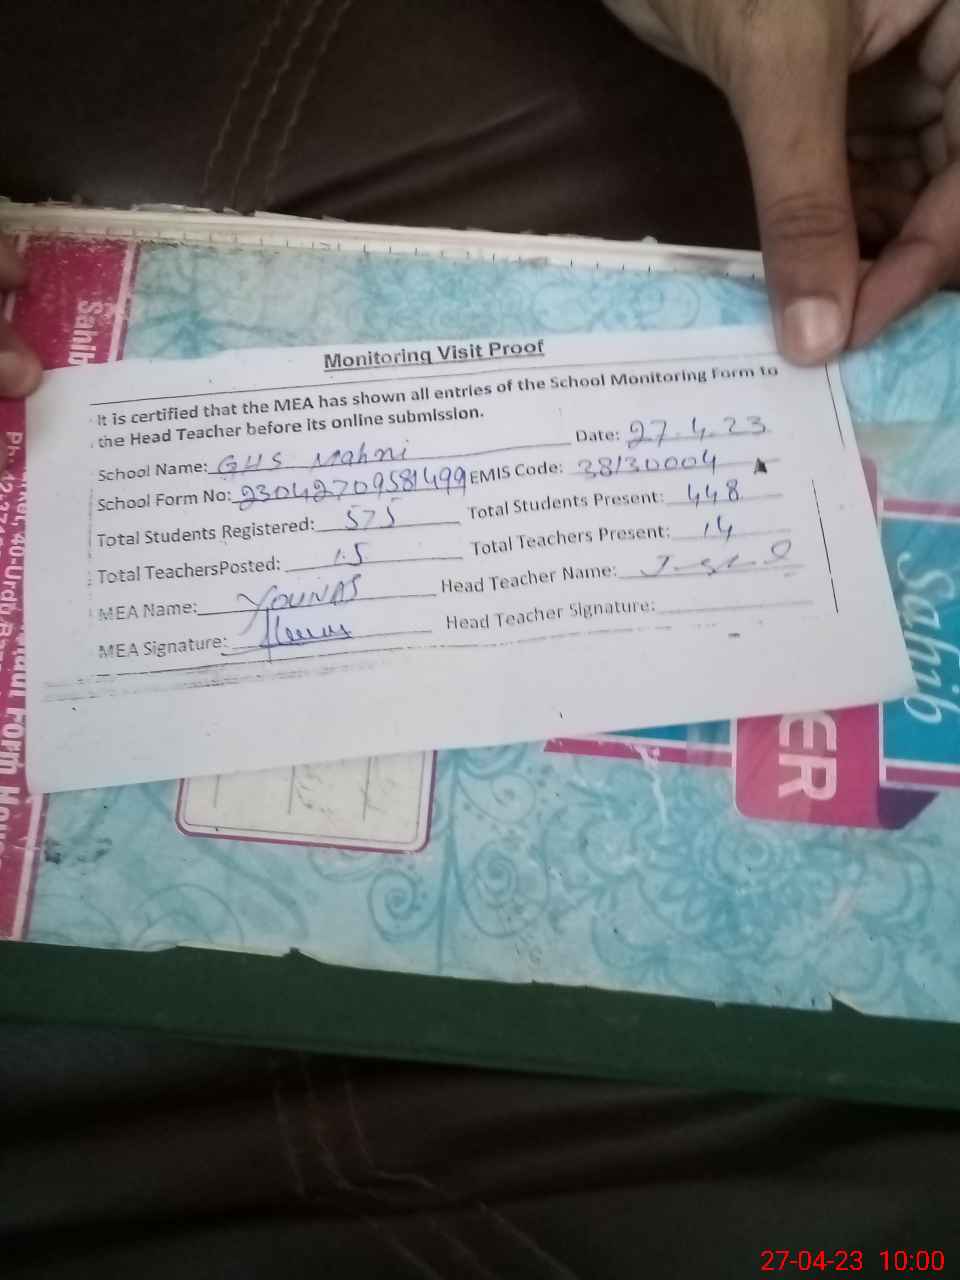 Monitoring Visit Proof
It is certified that the MEA has shown all entries of the School Monitoring Form to
the Head Teacher before its online submission.
School Name: GHS Mahni Date: 27.4.23
School Form No: 23042709581499 EMIS Code: 38130004
Total Students Registered: 575 Total Students Present: 448
Total TeachersPosted: 15 Total Teachers Present: 14
MEA Name: YOUNAS Head Teacher Name:
MEA Signature: Head Teacher Signature:
Sahib
Sahib
ER
Form House
27-04-23 10:00